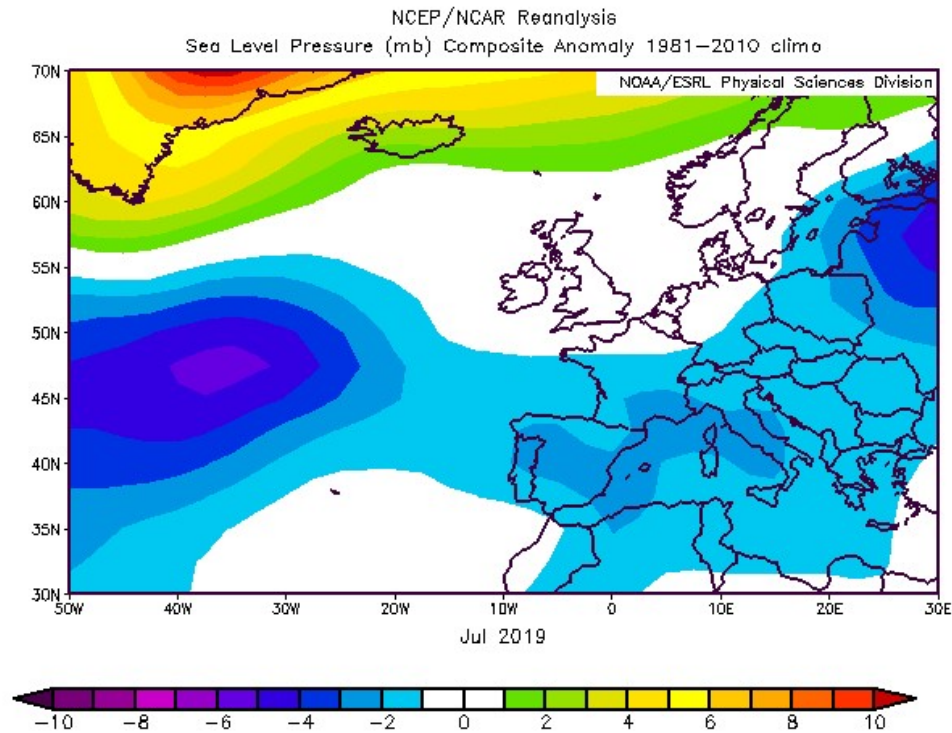 NCEP/NCAR Reanalysis
Sea Level Pressure (mb) Composite Anomaly 1981−2010 climo
NOAA/ESRL Physical Sciences Division
70N
65N
60N
55N
50N
45N
40N
35N
30N
50W 40W 30W 20W 10W 0 10E 20E 30E
Jul 2019
−10 −8 −6 −4 −2 0 2 4 6 8 10